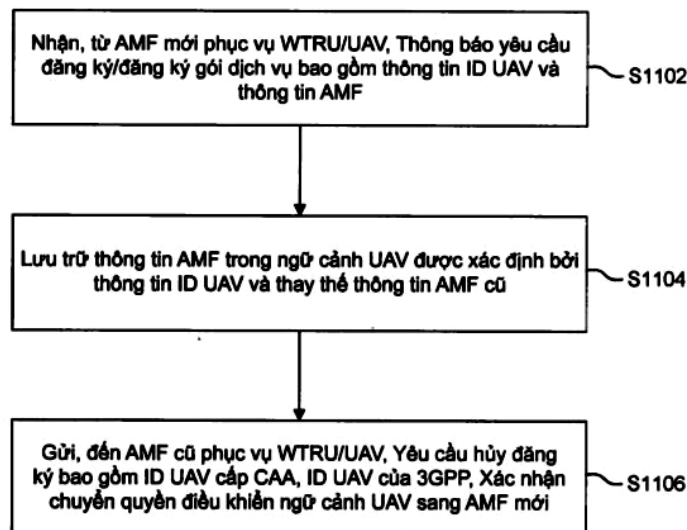 Nhận, từ AMF mới phục vụ WTRU/UAV, Thông báo yêu cầu
đăng ký/đăng ký gói dịch vụ bao gồm thông tin ID UAV và
thông tin AMF
S1102
Lưu trữ thông tin AMF trong ngữ cảnh UAV được xác định bởi
thông tin ID UAV và thay thế thông tin AMF cũ
S1104
Gửi, đến AMF cũ phục vụ WTRU/UAV, Yêu cầu hủy đăng
ký bao gồm ID UAV cấp CAA, ID UAV của 3GPP, Xác nhận
chuyển quyền điều khiển ngữ cảnh UAV sang AMF mới
S1106